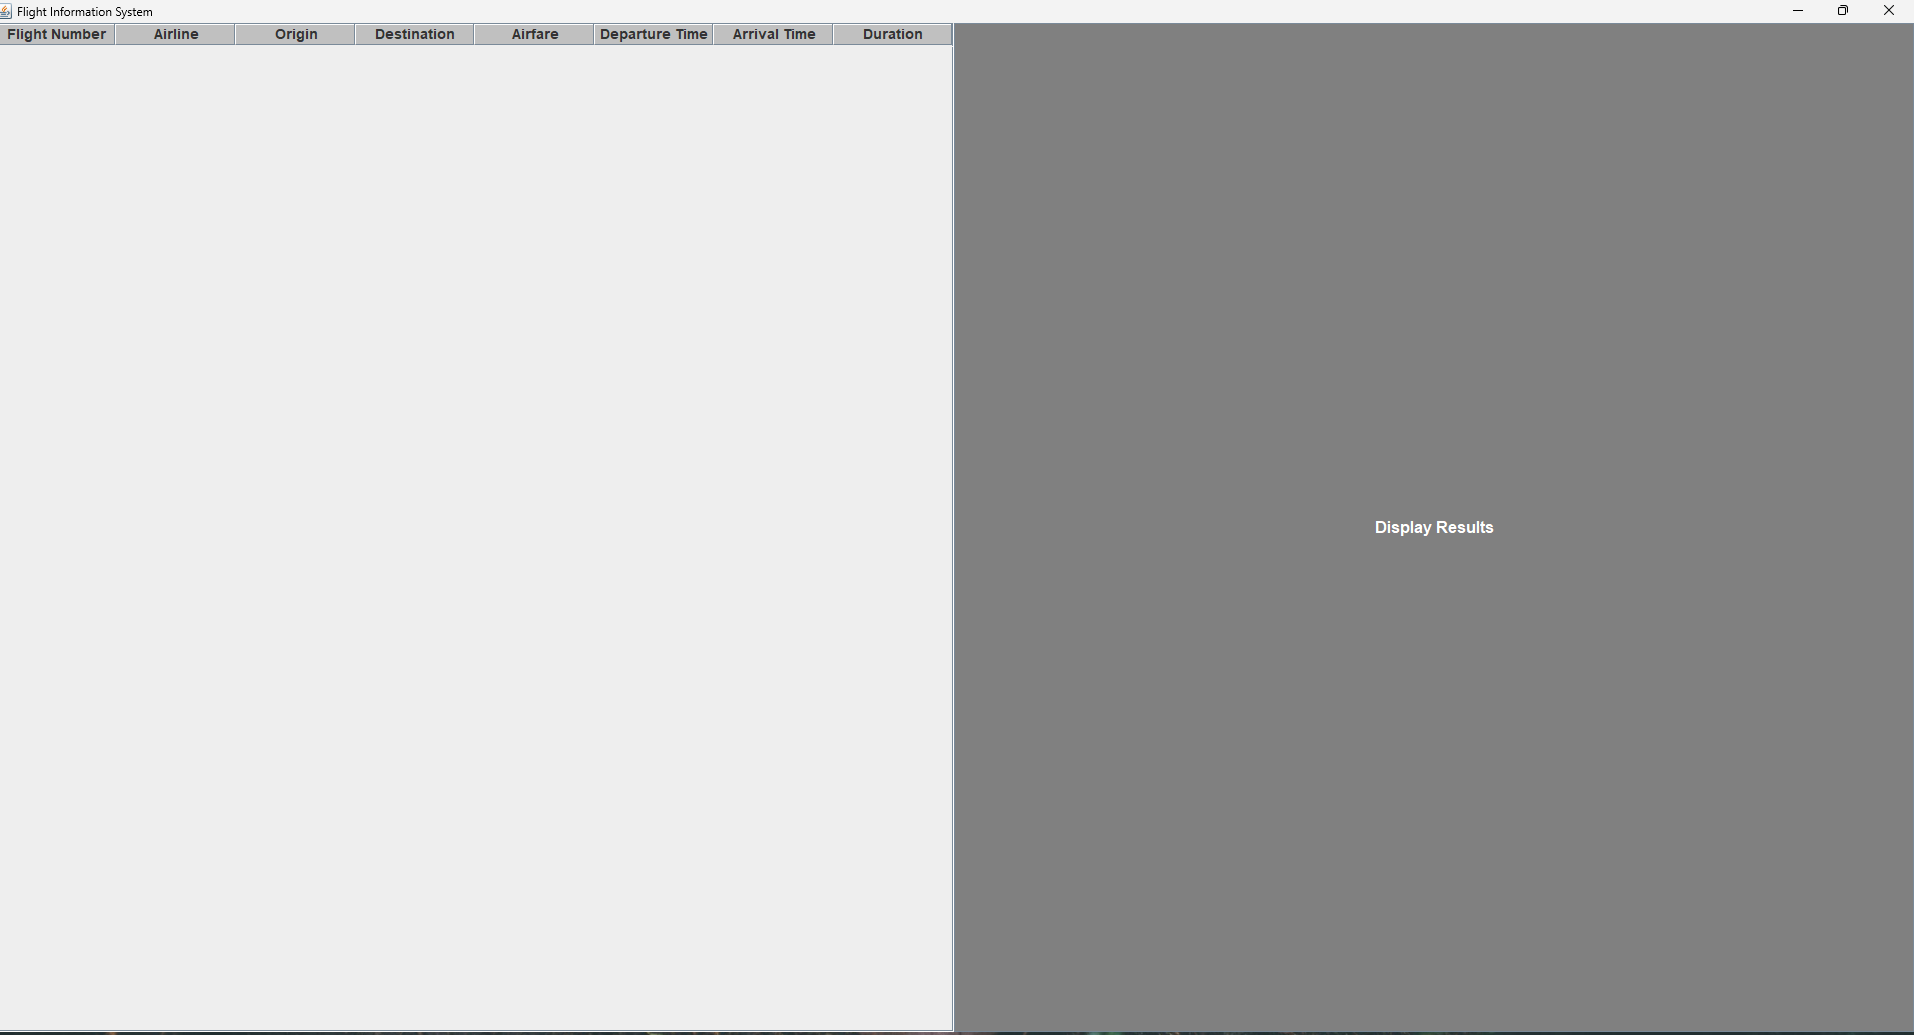 Flight Information System
Flight Number Airline Origin Destination Airfare Departure Time Arrival Time Duration
Display Results